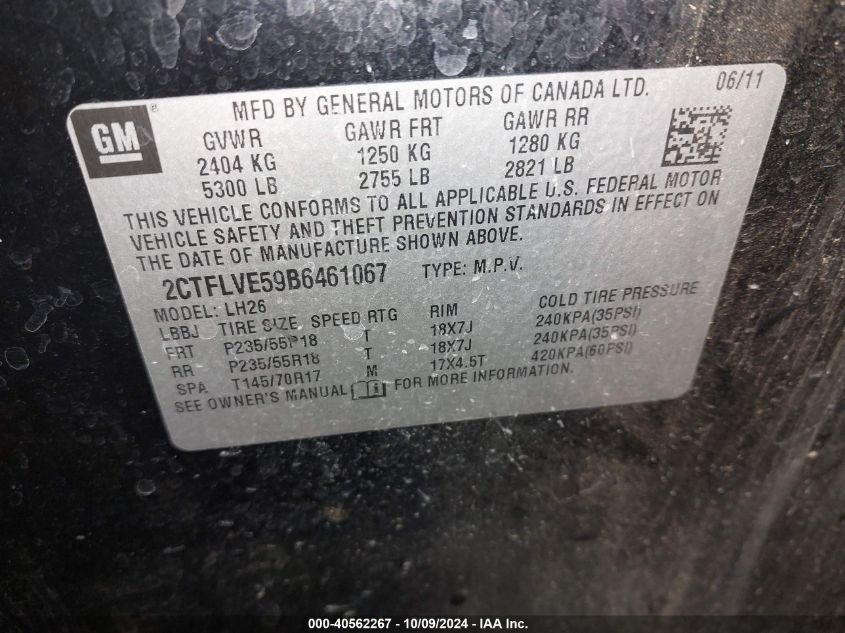 GM ®
MFD BY GENERAL MOTORS OF CANADA LTD. 06/11
GVWR GAWR FRT GAWR RR
2404 KG 1250 KG 1280 KG
5300 LB 2755 LB 2821 LB
THIS VEHICLE CONFORMS TO ALL APPLICABLE U.S. FEDERAL MOTOR
VEHICLE SAFETY AND THEFT PREVENTION STANDARDS IN EFFECT ON
THE DATE OF MANUFACTURE SHOWN ABOVE.
2CTFLVE59B6461067 TYPE: M.P.V.
MODEL: LH26
LBBJ TIRE SIZE SPEED RTG RIM COLD TIRE PRESSURE
FRT P235/55R18 T 18X7J 240KPA(35PSI)
RR P235/55R18 T 18X7J 240KPA(35PSI)
SPA T145/70R17 M 17X4.5T 420KPA(60PSI)
SEE OWNER'S MANUAL FOR MORE INFORMATION.
000-40562267 - 10/09/2024 - IAA Inc.